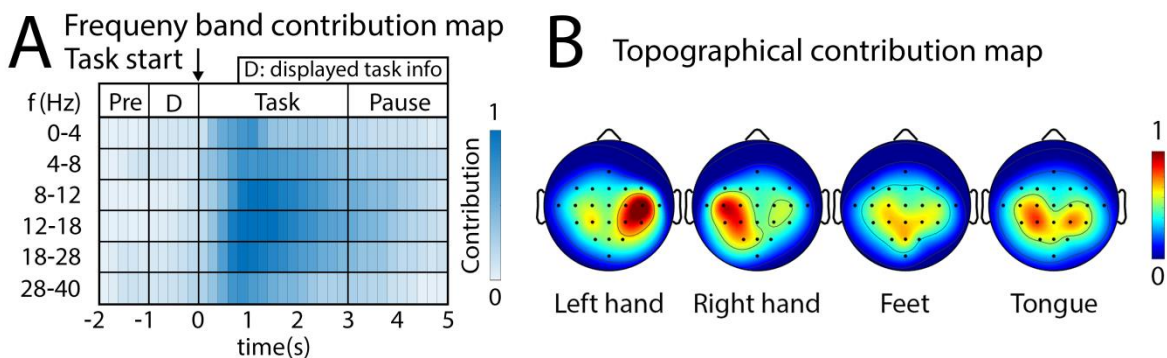 A Frequeny band contribution map
Task start
D: displayed task info
f (Hz) Pre D Task Pause
0-4
4-8
8-12
12-18
18-28
28-40
-2 -1 0 1 2 3 4 5
time(s)
1
Contribution
0
B Topographical contribution map
1
0
Left hand Right hand Feet Tongue